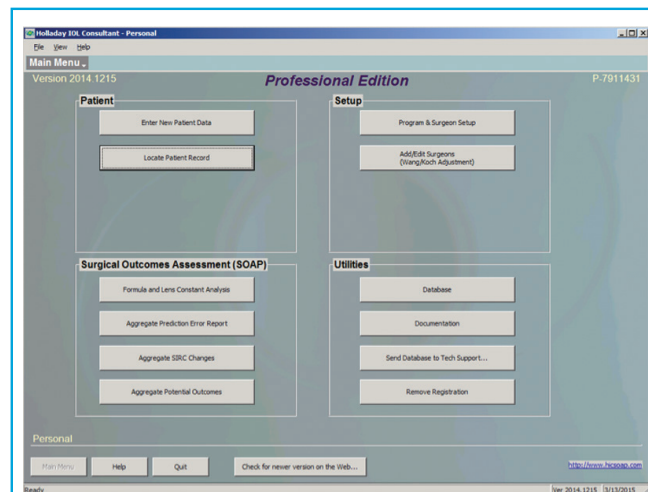 Holladay IOL Consultant - Personal
File View Help
Main Menu
Version 2014.1215
Professional Edition
P-7911431
Patient
Enter New Patient Data
Locate Patient Record
Setup
Program & Surgeon Setup
Add/Edit Surgeons
(Wang/Koch Adjustment)
Surgical Outcomes Assessment (SOAP)
Formula and Lens Constant Analysis
Aggregate Prediction Error Report
Aggregate SIRC Changes
Aggregate Potential Outcomes
Utilities
Database
Documentation
Send Database to Tech Support...
Remove Registration
Personal
Main Menu
Help
Quit
Check for newer version on the Web...
http://www.hicsoap.com
Ready
Ver 2014.1215
3/13/2015